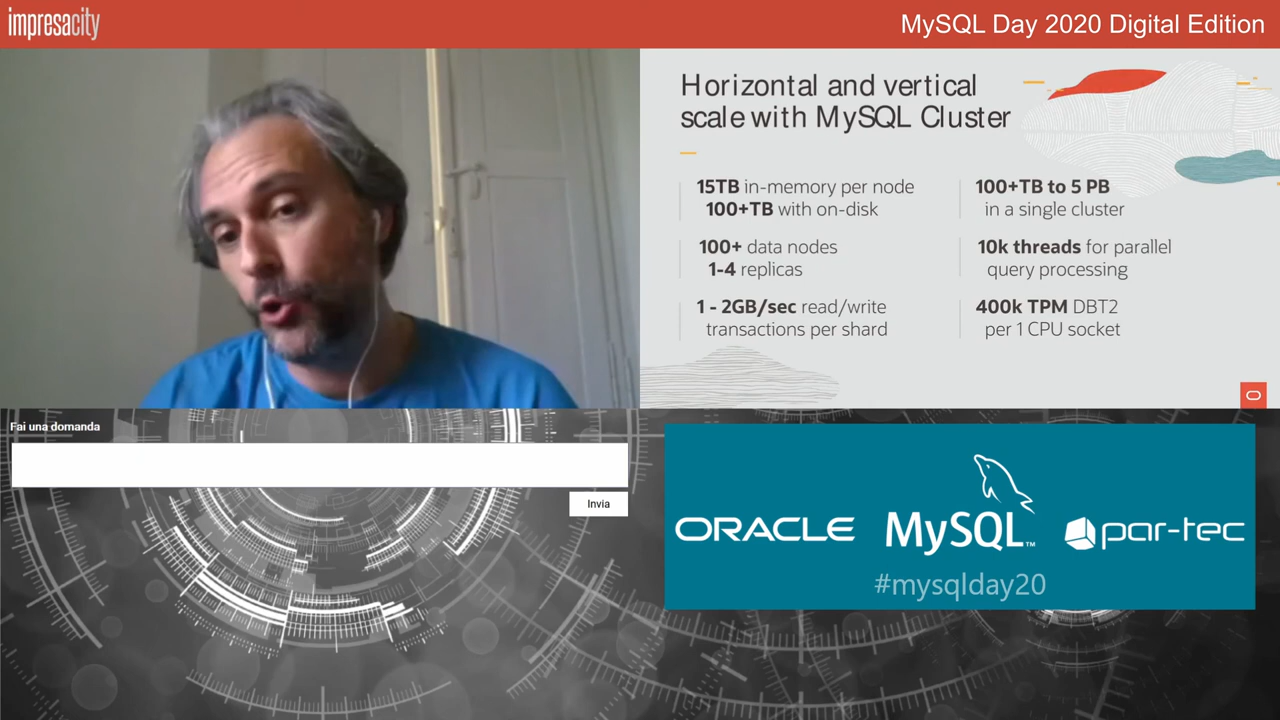 impresacity
MySQL Day 2020 Digital Edition
Horizontal and vertical
scale with MySQL Cluster
15TB in-memory per node
100+TB with on-disk
100+ data nodes
1-4 replicas
1 - 2GB/sec read/write
transactions per shard
100+TB to 5 PB
in a single cluster
10k threads for parallel
query processing
400k TPM DBT2
per 1 CPU socket
Fai una domanda
Invia
ORACLE
MySQL™
par-tec
#mysqlday20